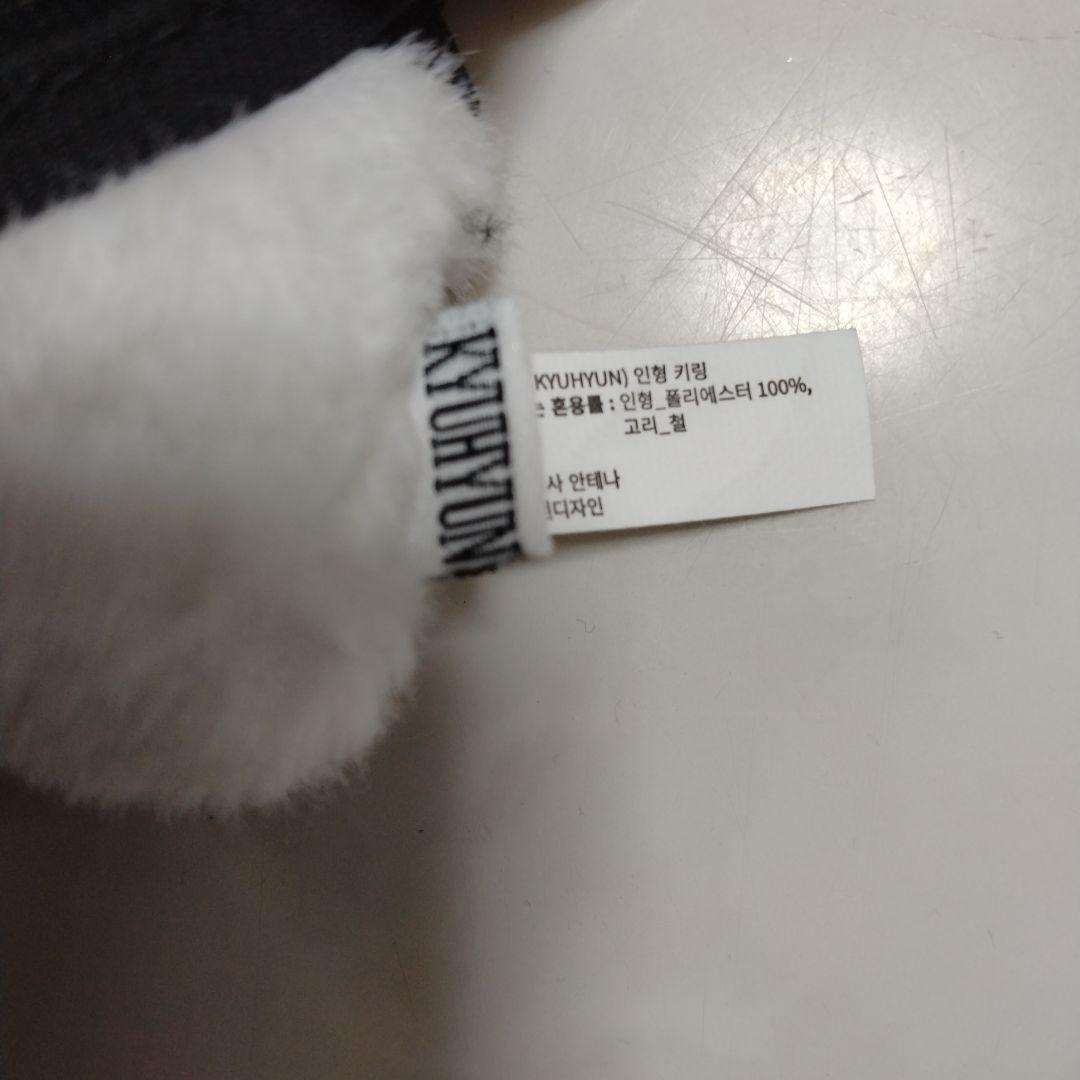 KYUHYUN
KYUHYUN) 인형 키링
는 혼용률 : 인형_폴리에스터 100%,
고리_철
사 안테나
디자인